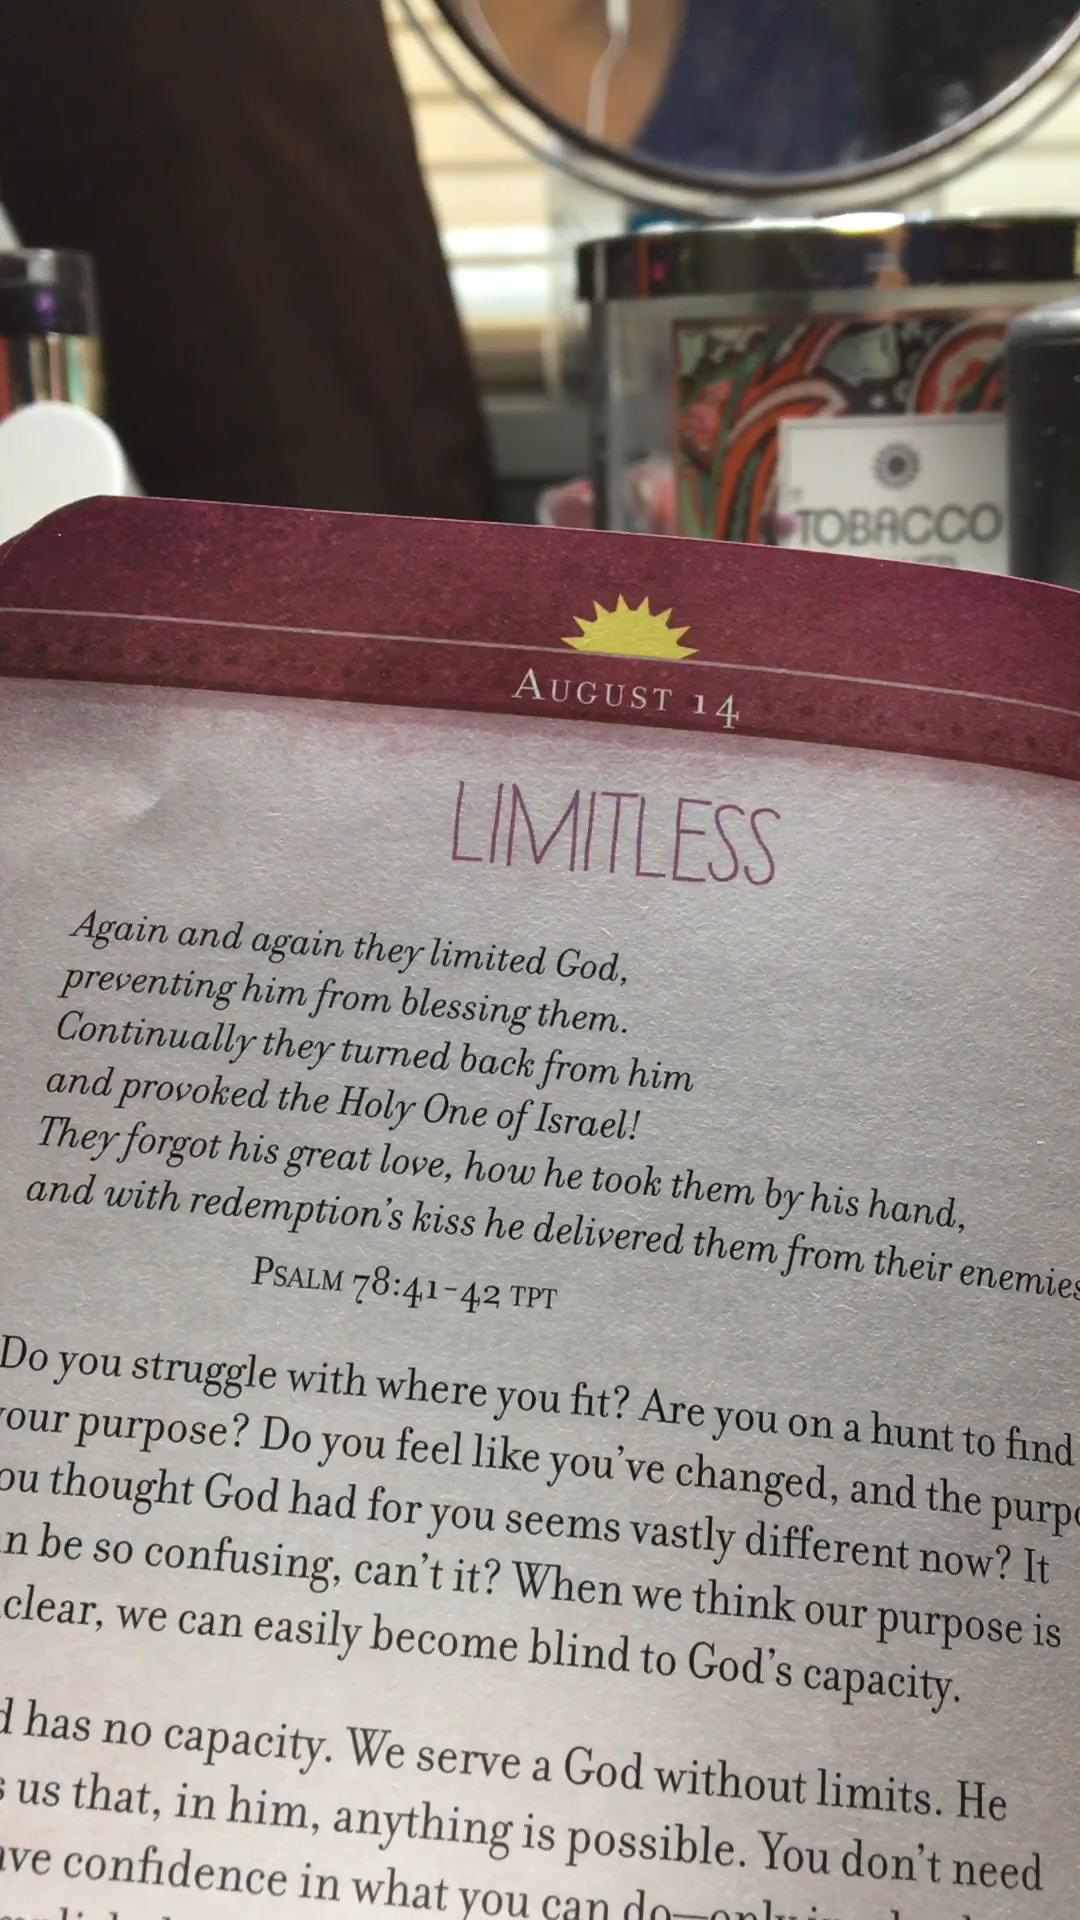 TOBACCO
AUGUST 14
LIMITLESS
Again and again they limited God,
preventing him from blessing them.
Continually they turned back from him
and provoked the Holy One of Israel!
They forgot his great love, how he took them by his hand,
and with redemption's kiss he delivered them from their enemies
PSALM 78:41-42 TPT
Do you struggle with where you fit? Are you on a hunt to find
your purpose? Do you feel like you've changed, and the
thought God had for you seems vastly different now? It
be so confusing, can't it? When we think our purpose is
clear, we can easily become blind to God's capacity.
has no capacity. We serve a God without limits. He
us that, in him, anything is possible. You don't need
confidence in what you can do—only